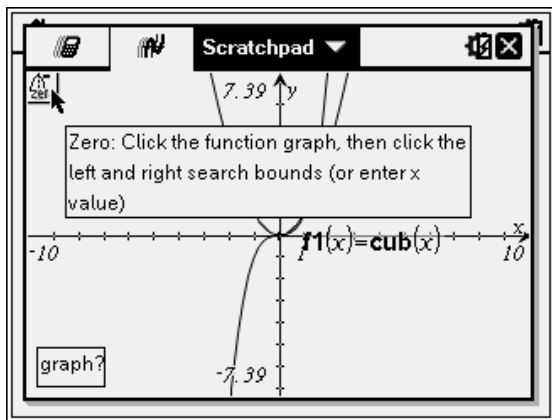 Scratchpad
zero
7.39
y
Zero: Click the function graph, then click the
left and right search bounds (or enter x
value)
x
-10
1
f1(x)=cub(x)
10
graph?
-7.39